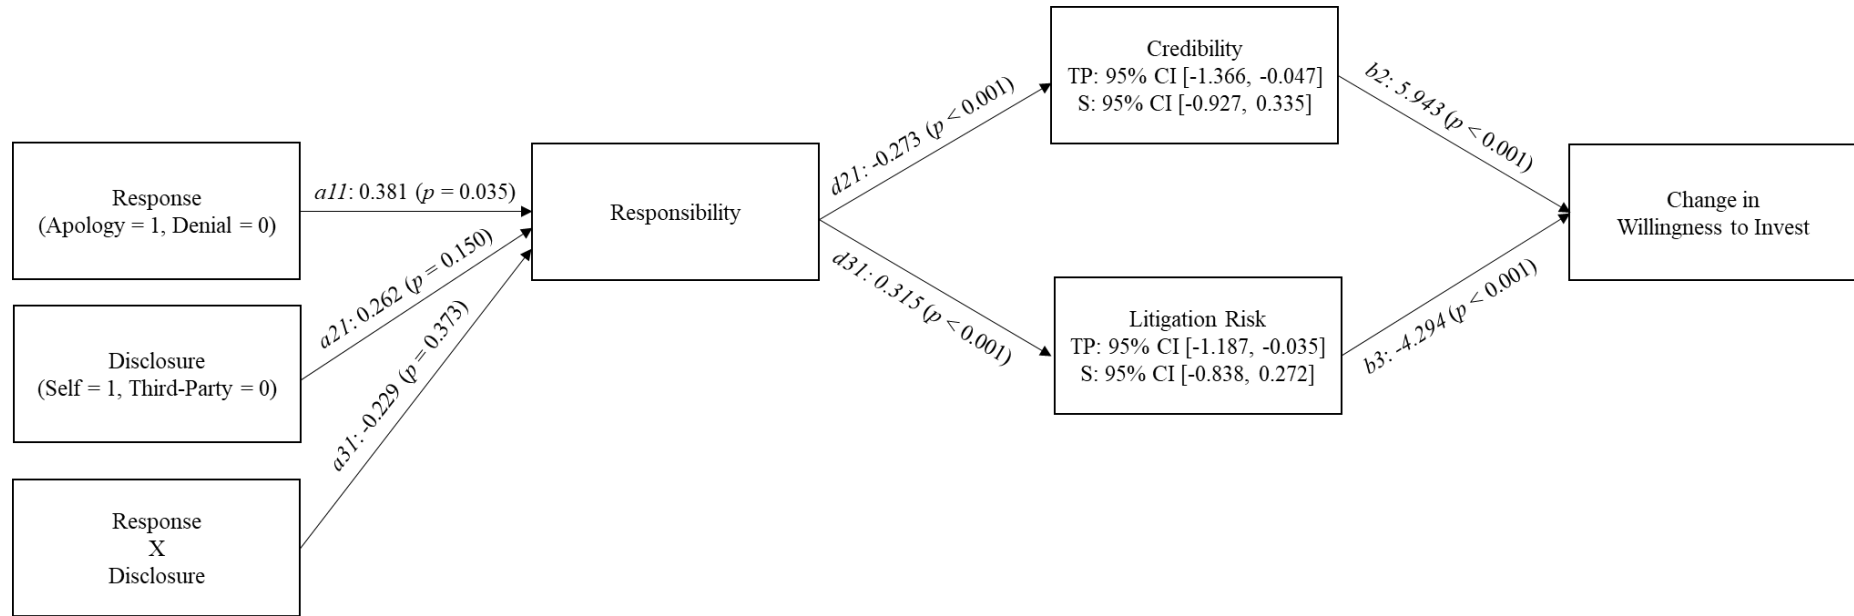 Response
(Apology = 1, Denial = 0)
Disclosure
(Self = 1, Third-Party = 0)
Response
X
Disclosure
a11: 0.381 (p = 0.035)
a21: 0.262 (p = 0.150)
a31: -0.229 (p = 0.373)
Responsibility
d21: -0.273 (p < 0.001)
d31: 0.315 (p < 0.001)
Credibility
TP: 95% CI [-1.366, -0.047]
S: 95% CI [-0.927, 0.335]
Litigation Risk
TP: 95% CI [-1.187, -0.035]
S: 95% CI [-0.838, 0.272]
b2: 5.943 (p < 0.001)
b3: -4.294 (p < 0.001)
Change in
Willingness to Invest